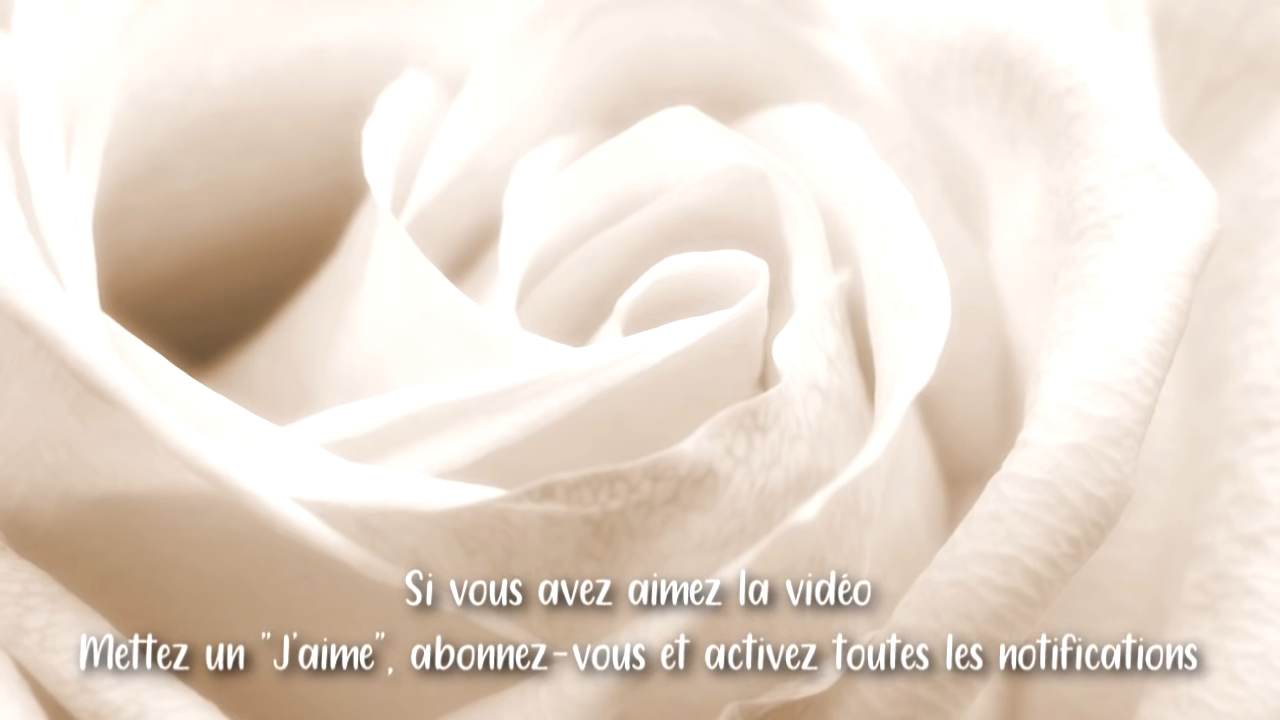 Si vous avez aimez la vidéo
Mettez un "J'aime", abonnez-vous et activez toutes les notifications